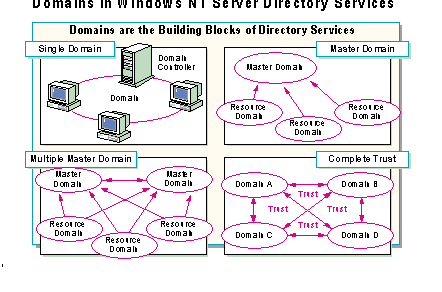 Domains in Windows NT Server Directory Services
Domains are the Building Blocks of Directory Services
Single Domain
Domain
Controller
Domain
Master Domain
Master Domain
Resource
Domain
Resource
Domain
Resource
Domain
Multiple Master Domain
Master
Domain
Master
Domain
Resource
Domain
Resource
Domain
Resource
Domain
Complete Trust
Domain A
Domain B
Trust
Trust
Trust
Trust
Domain C
Domain D